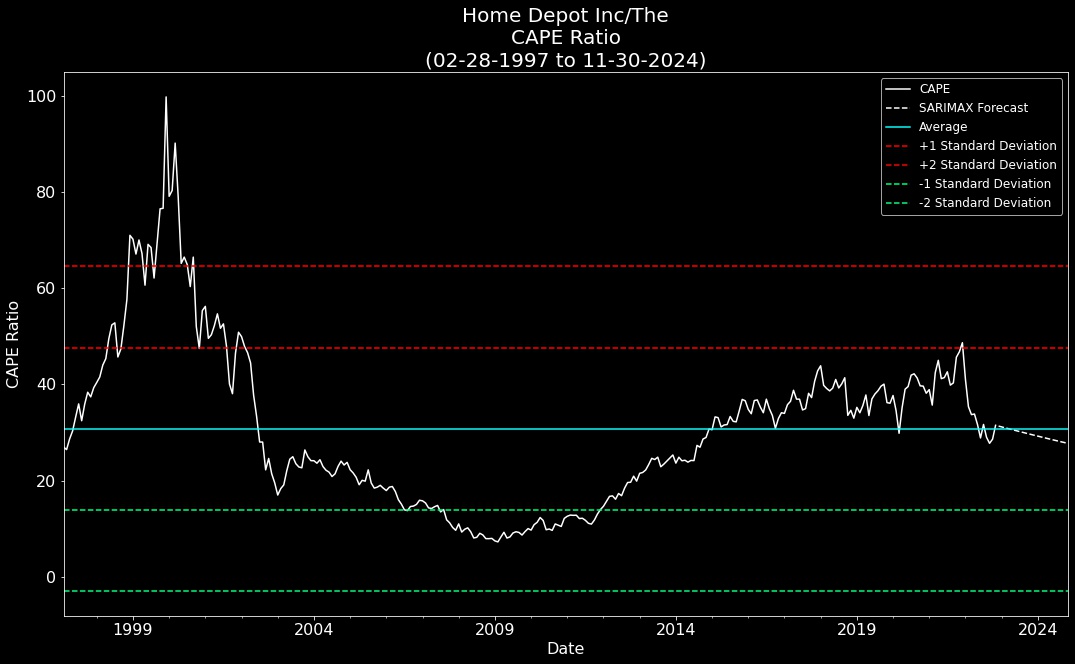 Home Depot Inc/The
CAPE Ratio
(02-28-1997 to 11-30-2024)
CAPE
SARIMAX Forecast
Average
+1 Standard Deviation
+2 Standard Deviation
-1 Standard Deviation
-2 Standard Deviation
CAPE Ratio
100
80
60
40
20
0
1999 2004 2009 2014 2019 2024
Date